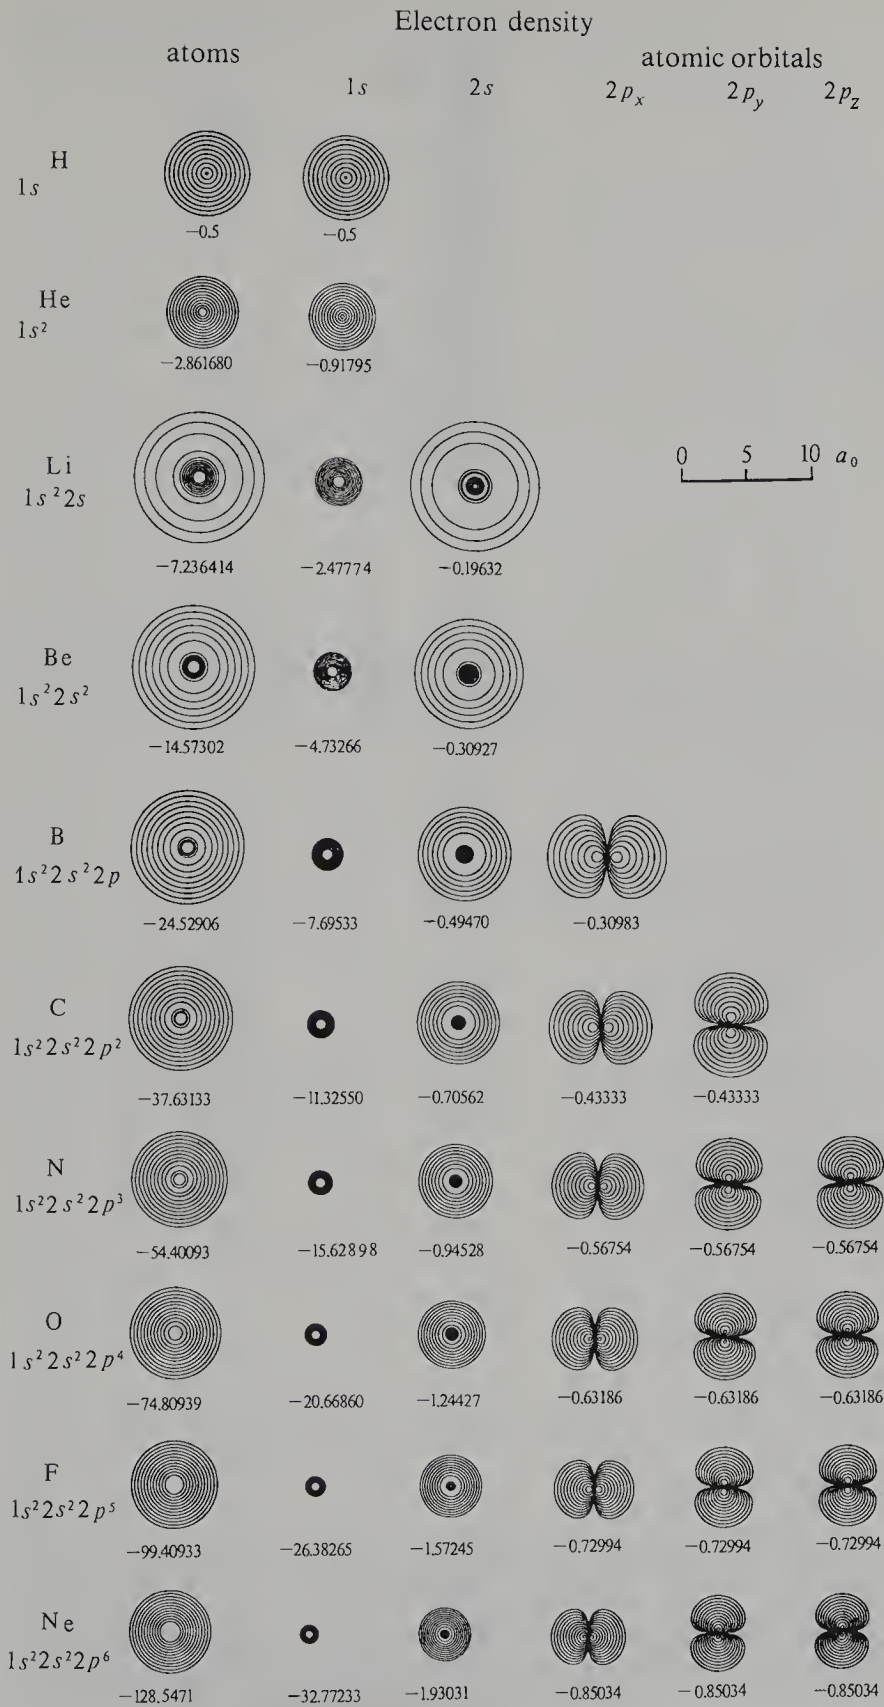 Electron density
atoms
atomic orbitals
1s 2s 2p_x 2p_y 2p_z
H
1s
−0.5 −0.5
He
1s²
−2.861680 −0.91795
Li
1s²2s
0 5 10 a₀
−7.236414 −2.47774 −0.19632
Be
1s²2s²
−14.57302 −4.73266 −0.30927
B
1s²2s²2p
−24.52906 −7.69533 −0.49470 −0.30983
C
1s²2s²2p²
−37.63133 −11.32550 −0.70562 −0.43333 −0.43333
N
1s²2s²2p³
−54.40093 −15.62898 −0.94528 −0.56754 −0.56754 −0.56754
O
1s²2s²2p⁴
−74.80939 −20.66860 −1.24427 −0.63186 −0.63186 −0.63186
F
1s²2s²2p⁵
−99.40933 −26.38265 −1.57245 −0.72994 −0.72994 −0.72994
Ne
1s²2s²2p⁶
−128.5471 −32.77233 −1.93031 −0.85034 −0.85034 −0.85034